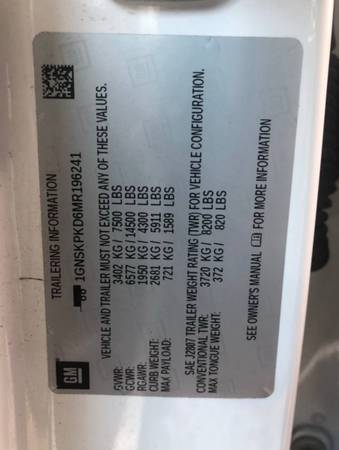 GM
TRAILERING INFORMATION
1GNSKPKD6MR196241
VEHICLE AND TRAILER MUST NOT EXCEED ANY OF THESE VALUES.
GVWR: 3402 KG / 7500 LBS
GCWR: 6577 KG / 14500 LBS
RGAWR: 1950 KG / 4300 LBS
CURB WEIGHT: 2681 KG / 5911 LBS
MAX PAYLOAD: 721 KG / 1589 LBS
SAE J2807 TRAILER WEIGHT RATING (TWR) FOR VEHICLE CONFIGURATION.
CONVENTIONAL TWR: 3720 KG / 8200 LBS
MAX TONGUE WEIGHT: 372 KG / 820 LBS
SEE OWNER'S MANUAL FOR MORE INFORMATION